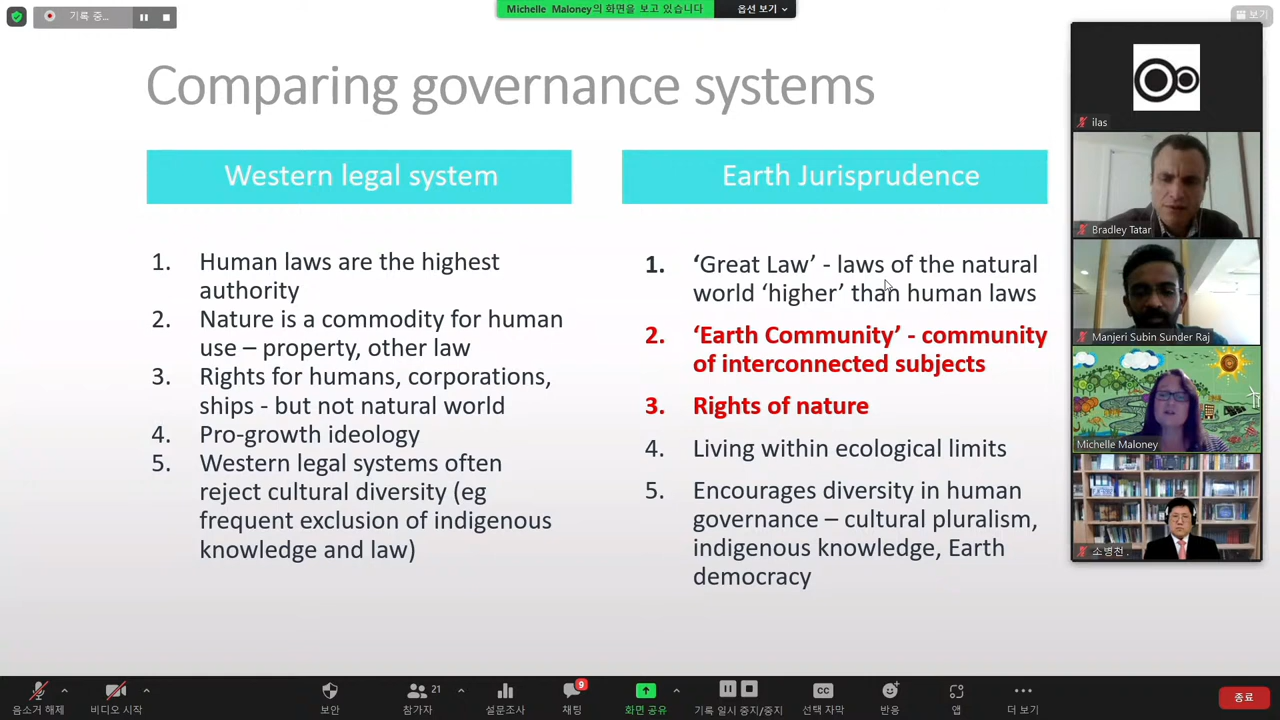 기록 중...
Michelle Maloney의 화면을 보고 있습니다
옵션 보기
보기
Comparing governance systems
Western legal system
1. Human laws are the highest
authority
2. Nature is a commodity for human
use – property, other law
3. Rights for humans, corporations,
ships - but not natural world
4. Pro-growth ideology
5. Western legal systems often
reject cultural diversity (eg
frequent exclusion of indigenous
knowledge and law)
Earth Jurisprudence
1. ‘Great Law’ - laws of the natural
world ‘higher’ than human laws
2. ‘Earth Community’ - community
of interconnected subjects
3. Rights of nature
4. Living within ecological limits
5. Encourages diversity in human
governance – cultural pluralism,
indigenous knowledge, Earth
democracy
ilas
Bradley Tatar
Manjeri Subin Sunder Raj
Michelle Maloney
소병천 .
음소거 해제
비디오 시작
보안
21
참가자
설문조사
9
채팅
화면 공유
기록 일시 중지/중지
CC
선택 자막
반응
앱
더 보기
종료